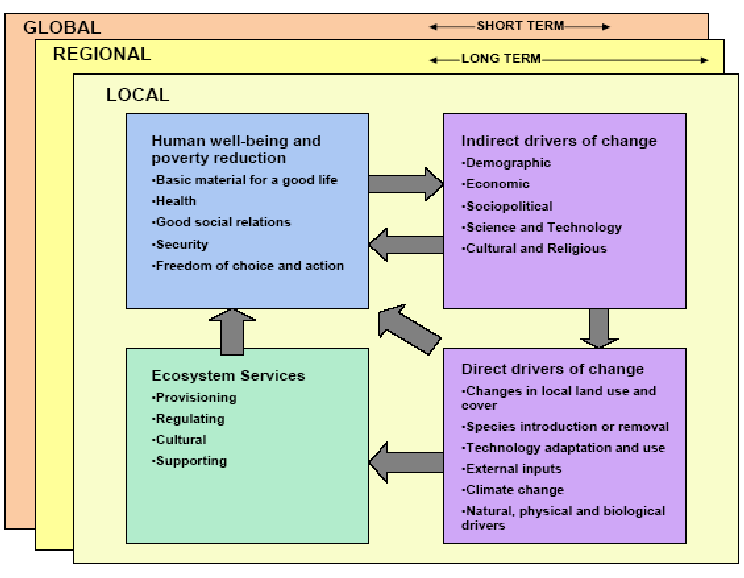 GLOBAL
SHORT TERM
REGIONAL
LONG TERM
LOCAL
Human well-being and
poverty reduction
•Basic material for a good life
•Health
•Good social relations
•Security
•Freedom of choice and action
Indirect drivers of change
•Demographic
•Economic
•Sociopolitical
•Science and Technology
•Cultural and Religious
Ecosystem Services
•Provisioning
•Regulating
•Cultural
•Supporting
Direct drivers of change
•Changes in local land use and
cover
•Species introduction or removal
•Technology adaptation and use
•External inputs
•Climate change
•Natural, physical and biological
drivers